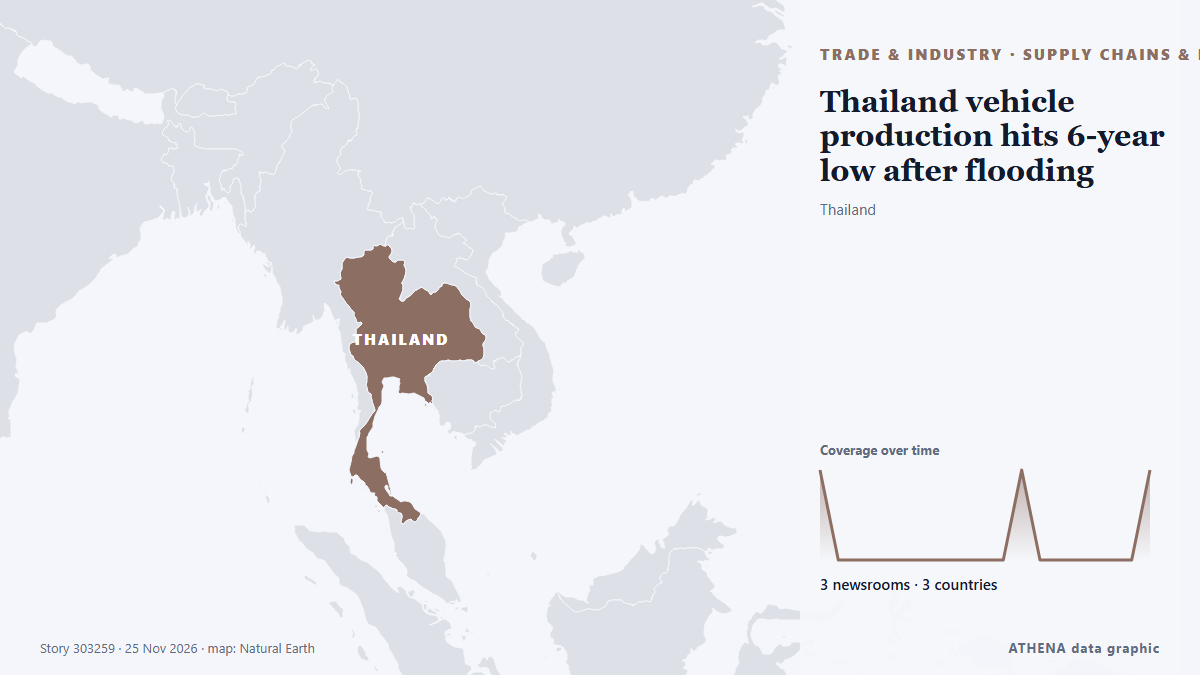 TRADE & INDUSTRY · SUPPLY CHAINS &
Thailand vehicle
production hits 6-year
low after flooding
Thailand
THAILAND
Coverage over time
3 newsrooms · 3 countries
Story 303259 · 25 Nov 2026 · map: Natural Earth
ATHENA data graphic